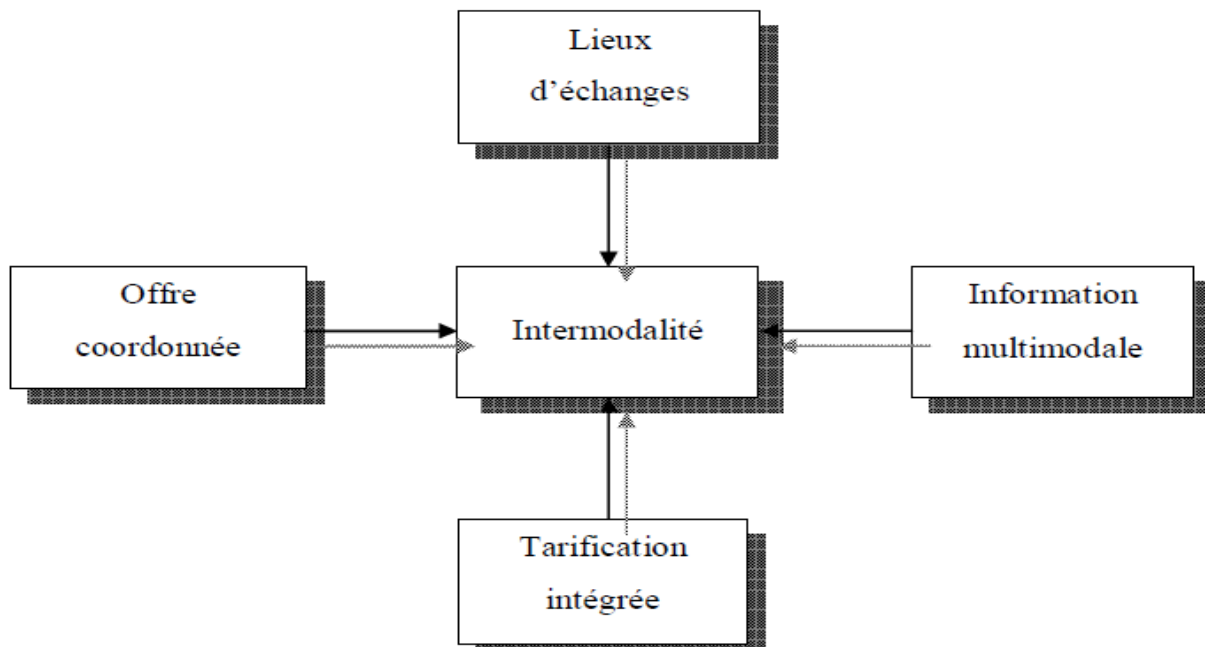 Lieux
d’échanges
Offre
coordonnée
Intermodalité
Information
multimodale
Tarification
intégrée